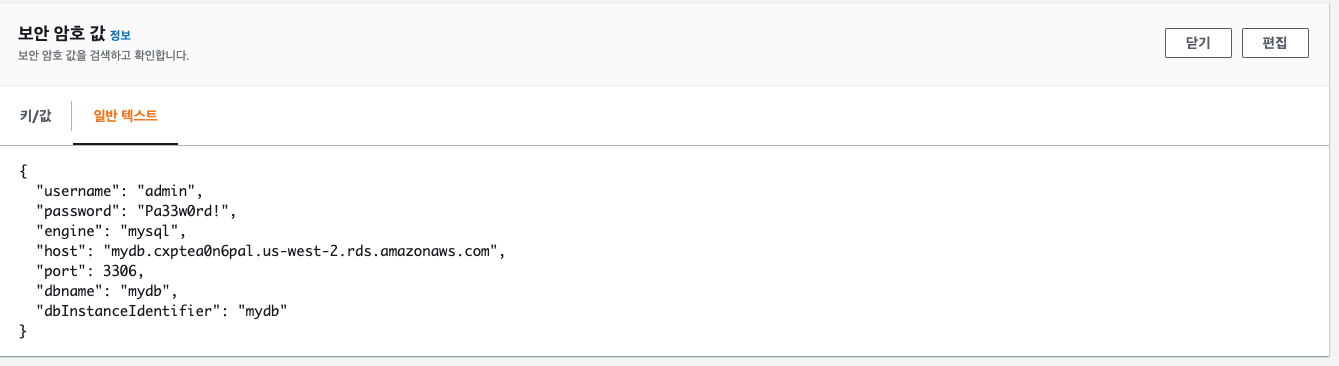 보안 암호 값 정보
보안 암호 값을 검색하고 확인합니다.
닫기 편집
키/값 일반 텍스트
{
  "username": "admin",
  "password": "Pa33w0rd!",
  "engine": "mysql",
  "host": "mydb.cxptea0n6pal.us-west-2.rds.amazonaws.com",
  "port": 3306,
  "dbname": "mydb",
  "dbInstanceIdentifier": "mydb"
}